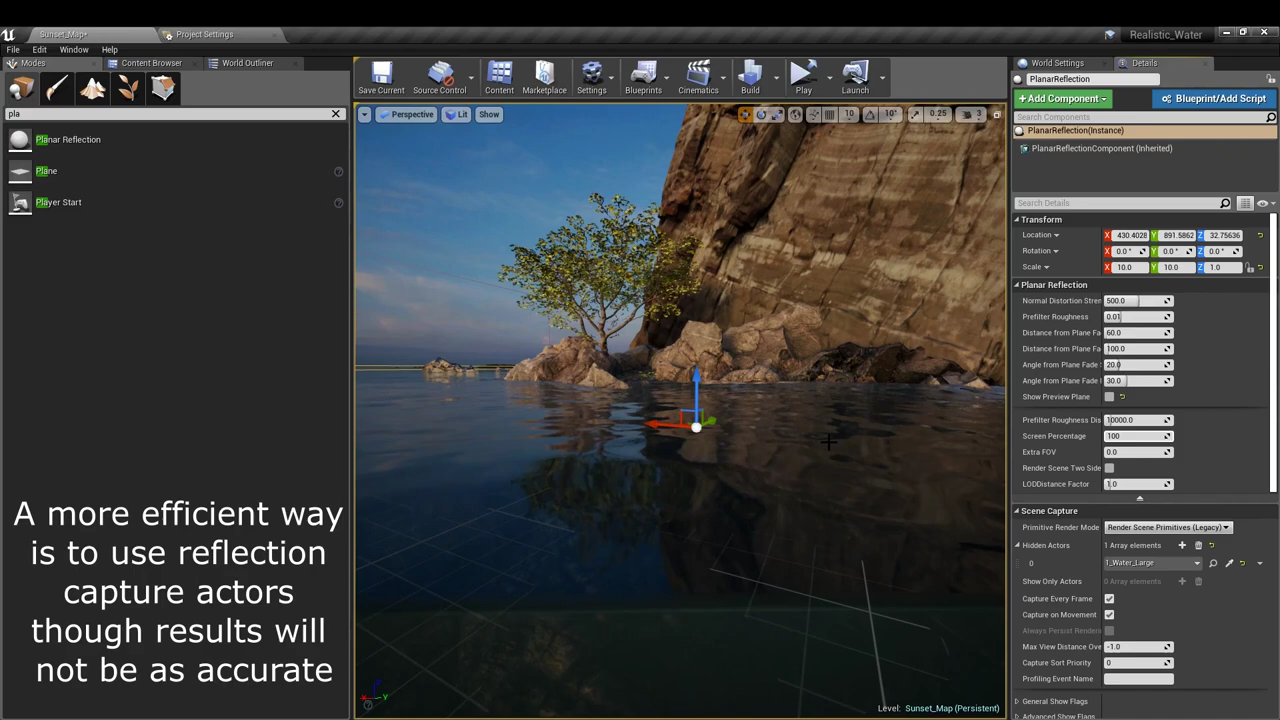 Sunset_Map*
Project Settings
Realistic_Water
File Edit Window Help
Modes
Content Browser
World Outliner
pla
Planar Reflection
Plane
Player Start
A more efficient way
is to use reflection
capture actors
though results will
not be as accurate
Save Current
Source Control
Content
Marketplace
Settings
Blueprints
Cinematics
Build
Play
Launch
Perspective
Lit
Show
10
10°
0.25
3
Level: Sunset_Map (Persistent)
World Settings
Details
PlanarReflection
+Add Component
Blueprint/Add Script
Search Components
PlanarReflection(Instance)
PlanarReflectionComponent (Inherited)
Search Details
Transform
Location X 430.4028 Y 891.5862 Z 32.75636
Rotation X 0.0° Y 0.0° Z 0.0°
Scale X 10.0 Y 10.0 Z 1.0
Planar Reflection
Normal Distortion Stren 500.0
Prefilter Roughness 0.01
Distance from Plane Fa 60.0
Distance from Plane Fa 100.0
Angle from Plane Fade 20.0
Angle from Plane Fade 30.0
Show Preview Plane
Prefilter Roughness Dis 10000.0
Screen Percentage 100
Extra FOV 0.0
Render Scene Two Side
LODDistance Factor 1.0
Scene Capture
Primitive Render Mode Render Scene Primitives (Legacy)
Hidden Actors 1 Array elements
0 1_Water_Large
Show Only Actors 0 Array elements
Capture Every Frame
Capture on Movement
Always Persist Renderin
Max View Distance Ove -1.0
Capture Sort Priority 0
Profiling Event Name
General Show Flags
Advanced Show Flags